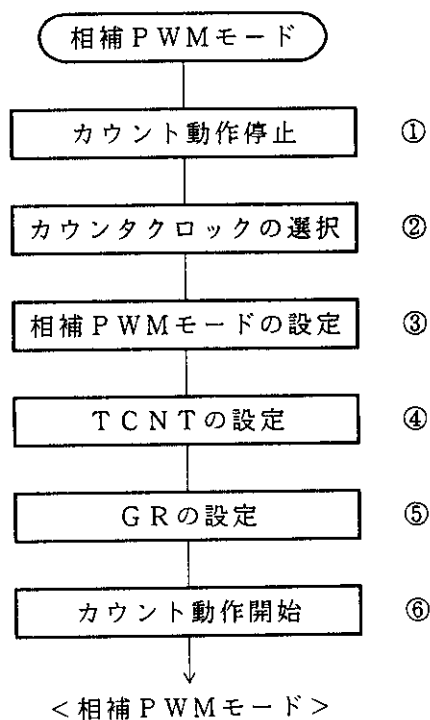 相補PWMモード
カウント動作停止 ①
カウンタクロックの選択 ②
相補PWMモードの設定 ③
TCNTの設定 ④
GRの設定 ⑤
カウント動作開始 ⑥
<相補PWMモード>